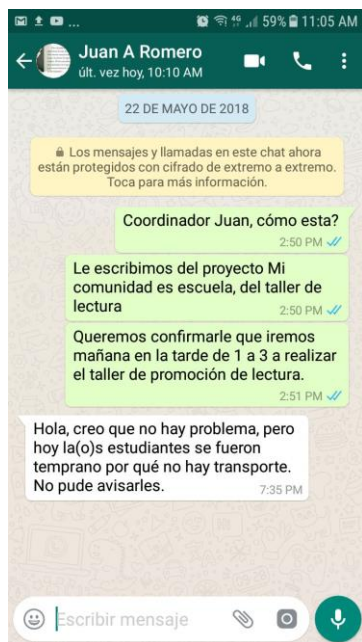 ... 59% 11:05 AM
Juan A Romero
últ. vez hoy, 10:10 AM
22 DE MAYO DE 2018
Los mensajes y llamadas en este chat ahora
están protegidos con cifrado de extremo a extremo.
Toca para más información.
Coordinador Juan, cómo esta?
2:50 PM
Le escribimos del proyecto Mi
comunidad es escuela, del taller de
lectura
2:50 PM
Queremos confirmarle que iremos
mañana en la tarde de 1 a 3 a realizar
el taller de promoción de lectura.
2:51 PM
Hola, creo que no hay problema, pero
hoy la(o)s estudiantes se fueron
temprano por qué no hay transporte.
No pude avisarles.
7:35 PM
Escribir mensaje